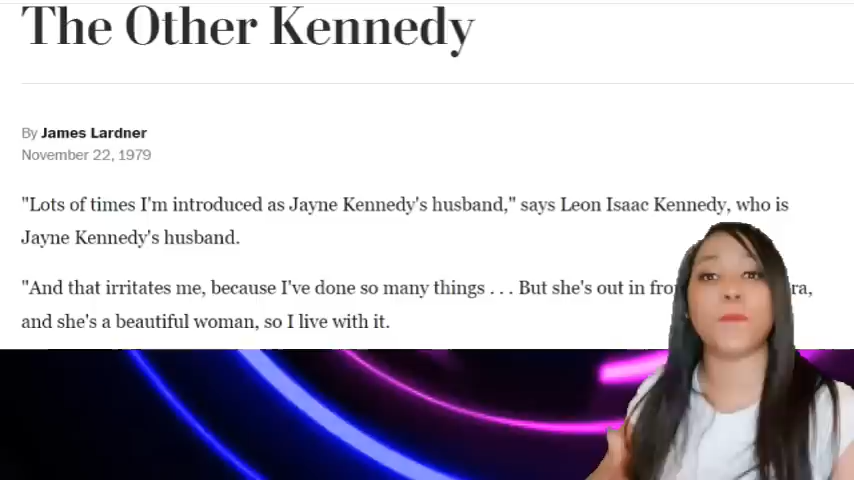 The Other Kennedy
By James Lardner
November 22, 1979
"Lots of times I'm introduced as Jayne Kennedy's husband," says Leon Isaac Kennedy, who is
Jayne Kennedy's husband.
"And that irritates me, because I've done so many things . . . But she's out in
and she's a beautiful woman, so I live with it.